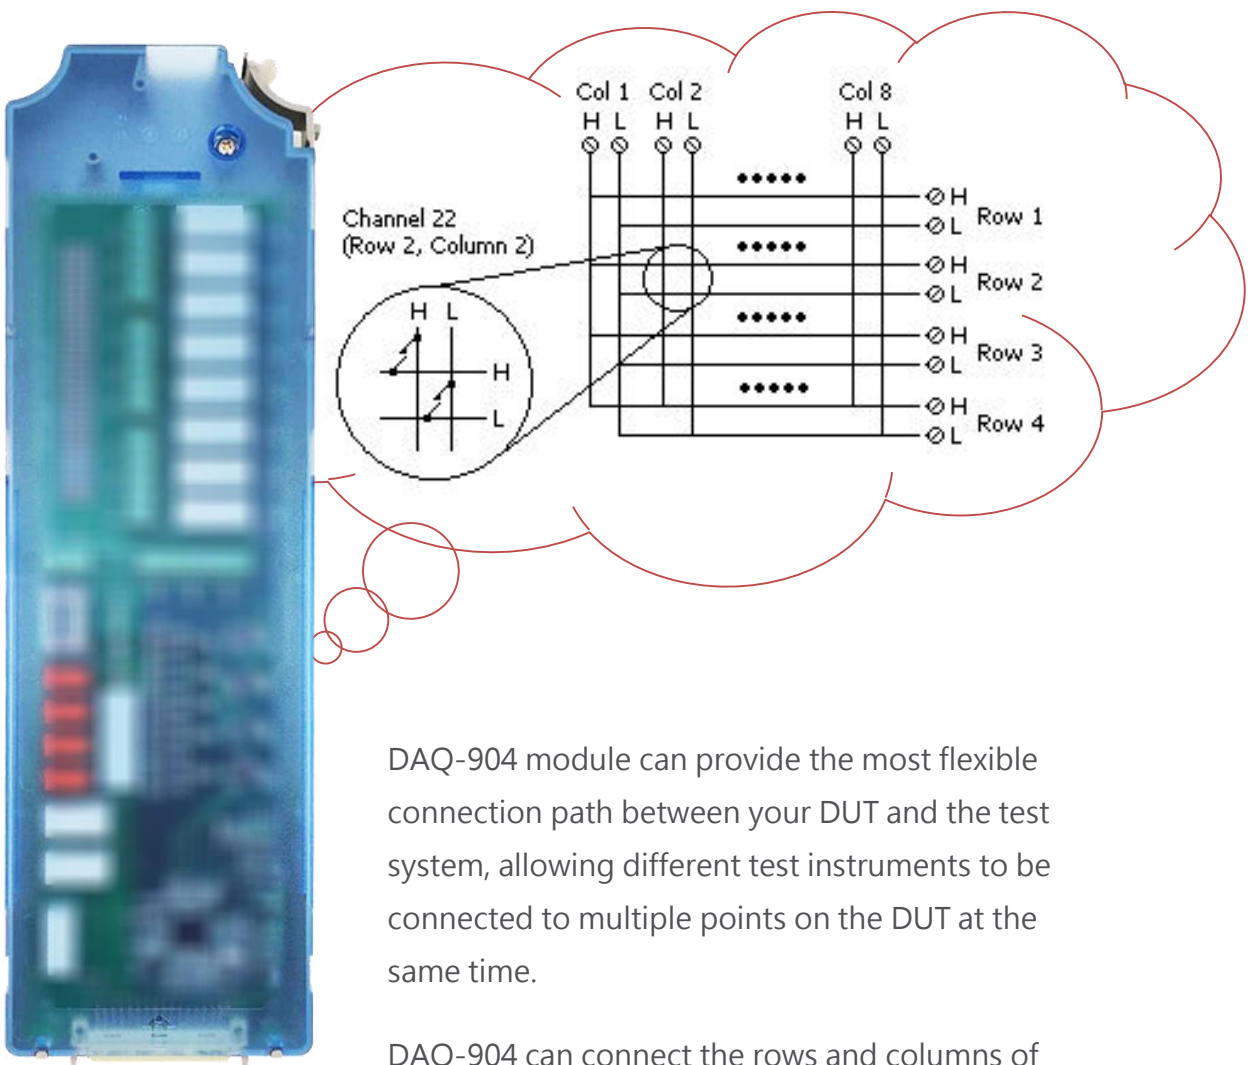 Col 1 Col 2 Col 8
H L H L H L
H
L Row 1
Channel 22
(Row 2, Column 2)
H
L Row 2
H L
H
L
H
L Row 3
H
L Row 4
DAQ-904 module can provide the most flexible
connection path between your DUT and the test
system, allowing different test instruments to be
connected to multiple points on the DUT at the
same time.
DAQ-904 can connect the rows and columns of